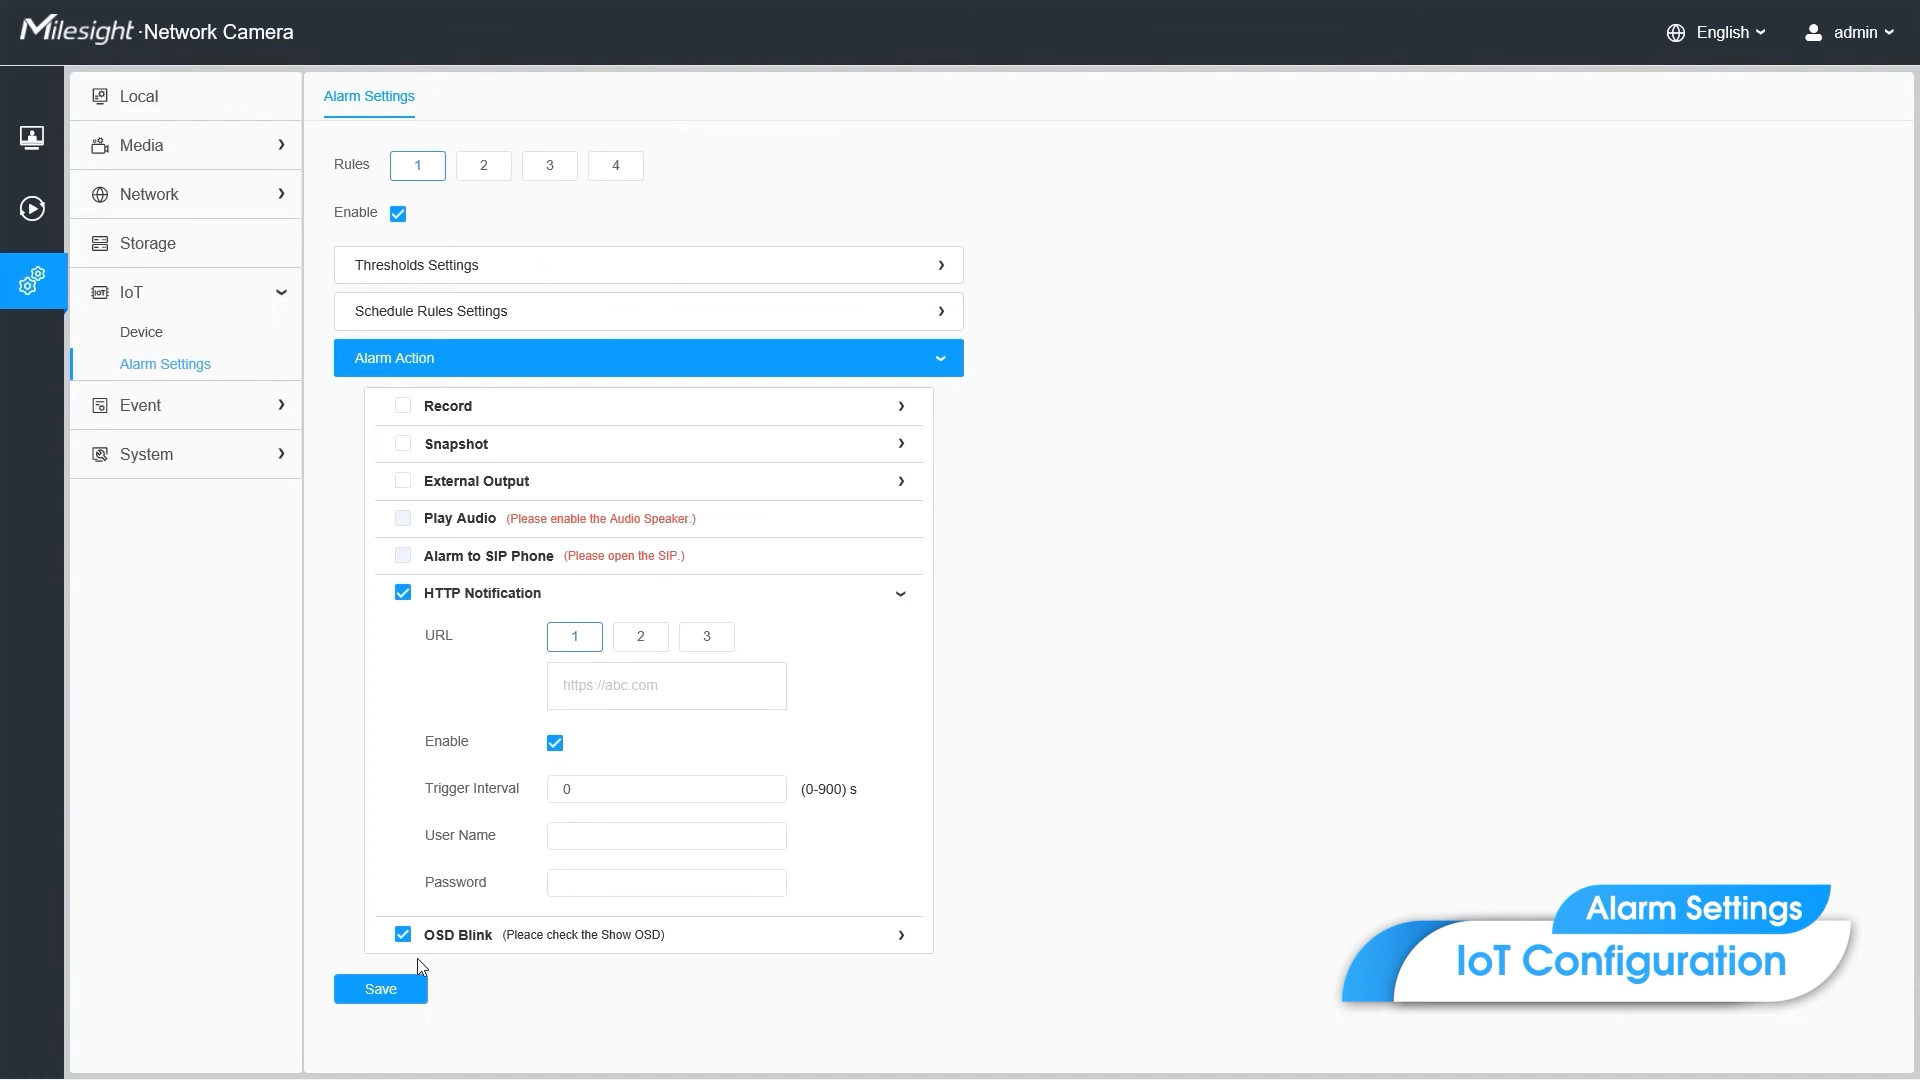 Milesight ·Network Camera
English
admin
Local
Media
Network
Storage
IoT
Device
Alarm Settings
Event
System
Alarm Settings
Rules 1 2 3 4
Enable
Thresholds Settings
Schedule Rules Settings
Alarm Action
Record
Snapshot
External Output
Play Audio (Please enable the Audio Speaker.)
Alarm to SIP Phone (Please open the SIP.)
HTTP Notification
URL 1 2 3
https://abc.com
Enable
Trigger Interval 0 (0-900) s
User Name
Password
OSD Blink (Pleace check the Show OSD)
Save
Alarm Settings
IoT Configuration